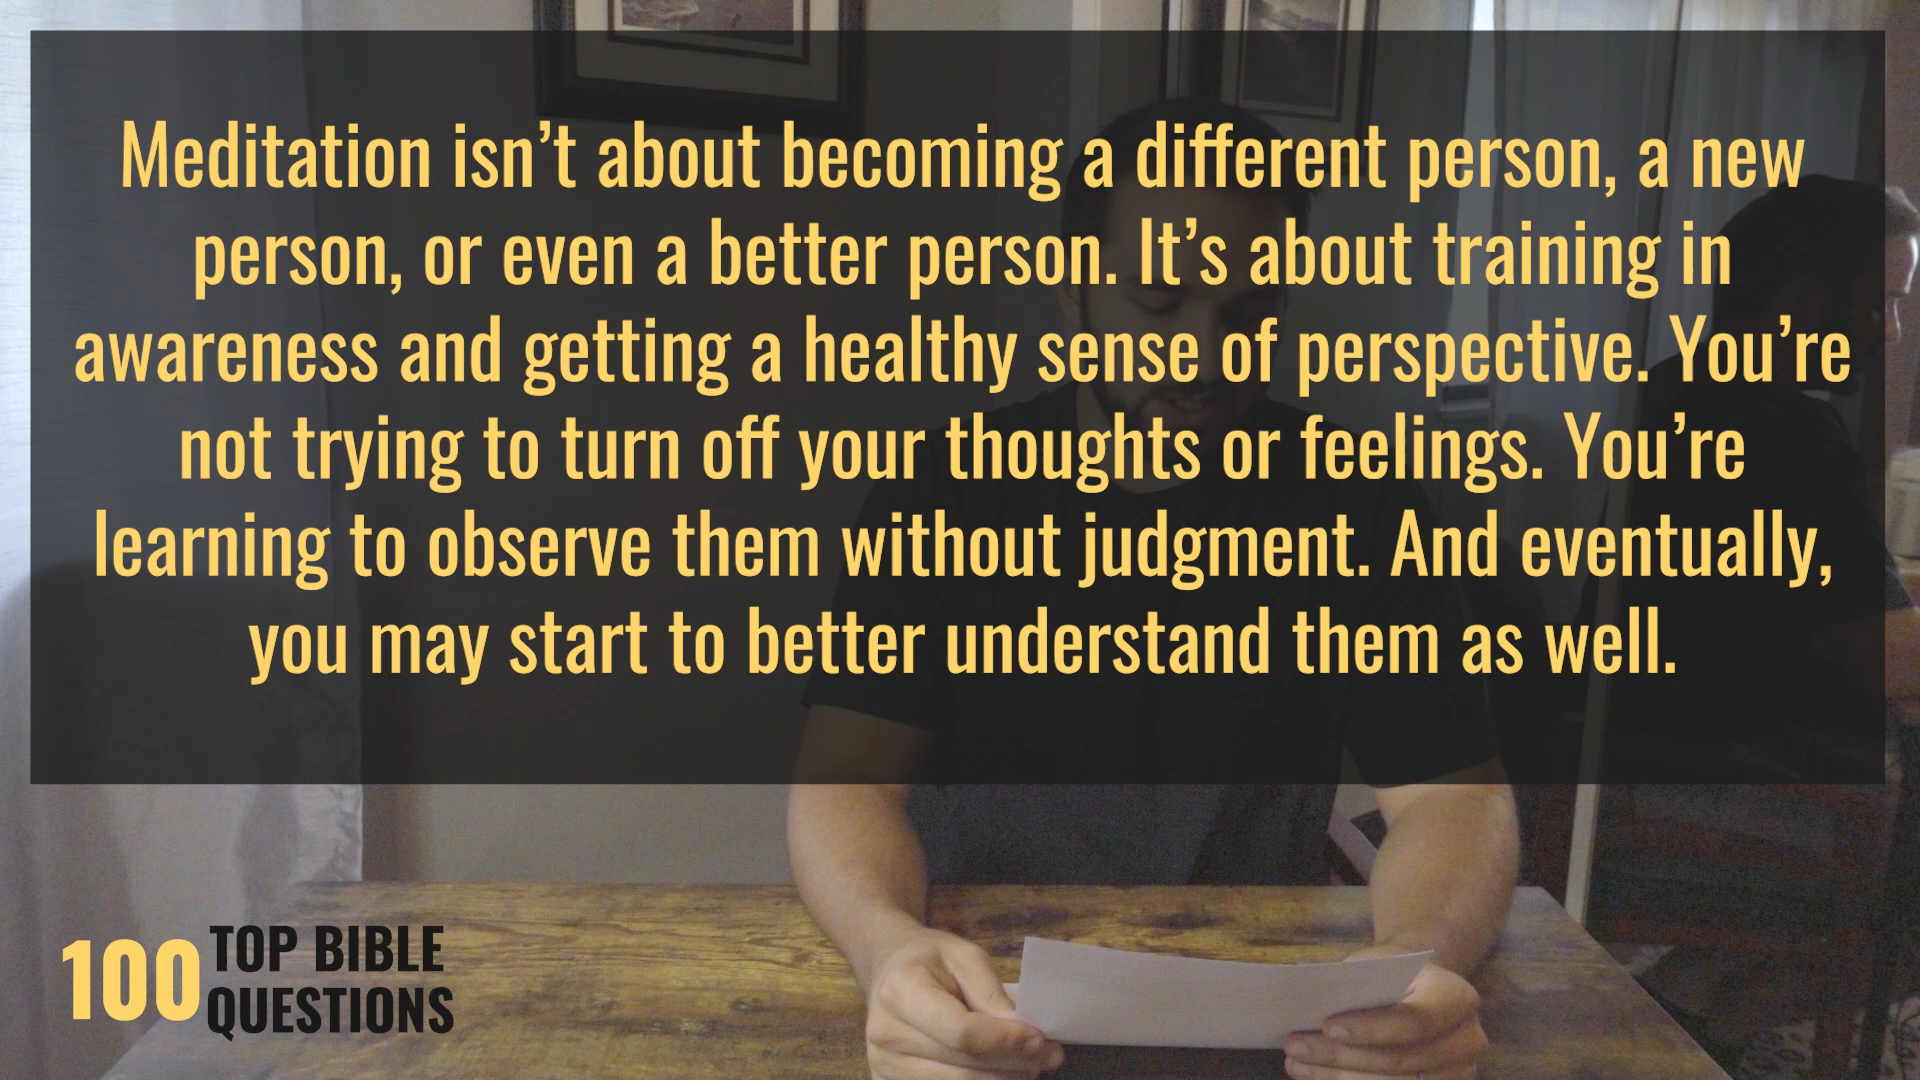 Meditation isn’t about becoming a different person, a new
person, or even a better person. It’s about training in
awareness and getting a healthy sense of perspective. You’re
not trying to turn off your thoughts or feelings. You’re
learning to observe them without judgment. And eventually,
you may start to better understand them as well.
100 TOP BIBLE
QUESTIONS